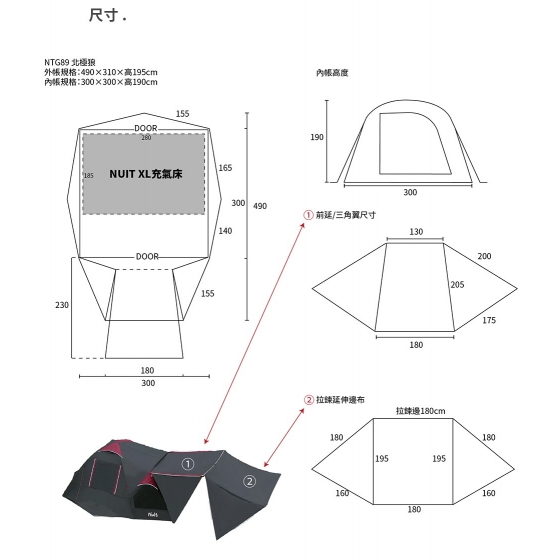 尺寸 .
NTG89 北極狼
外帳規格：490×310×高195cm
內帳規格：300×300×高190cm
155
DOOR
280
185
NUIT XL充氣床
165
300
490
140
DOOR
155
230
180
300
內帳高度
190
300
① 前延/三角翼尺寸
130
200
205
175
180
② 拉鍊延伸邊布
拉鍊邊180cm
180
180
195
195
160
160
180
①
②
Nuit